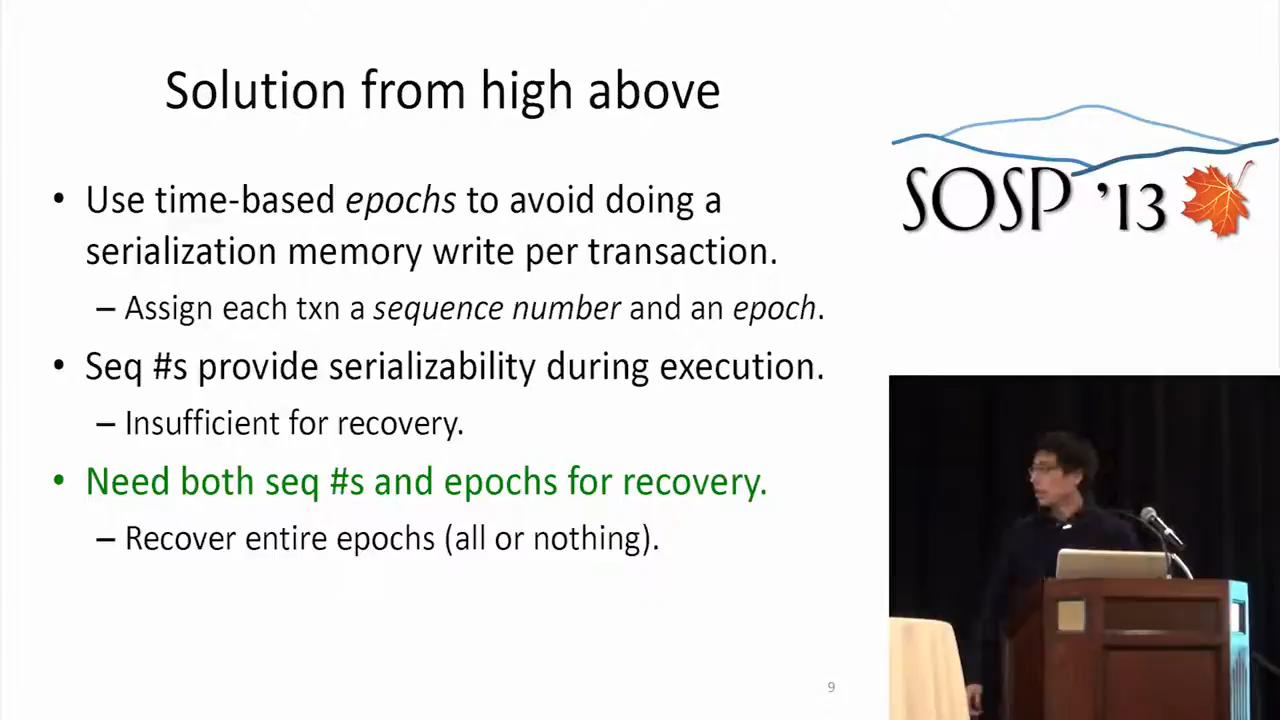 Solution from high above
• Use time-based epochs to avoid doing a
serialization memory write per transaction.
– Assign each txn a sequence number and an epoch.
• Seq #s provide serializability during execution.
– Insufficient for recovery.
• Need both seq #s and epochs for recovery.
– Recover entire epochs (all or nothing).
9
SOSP '13